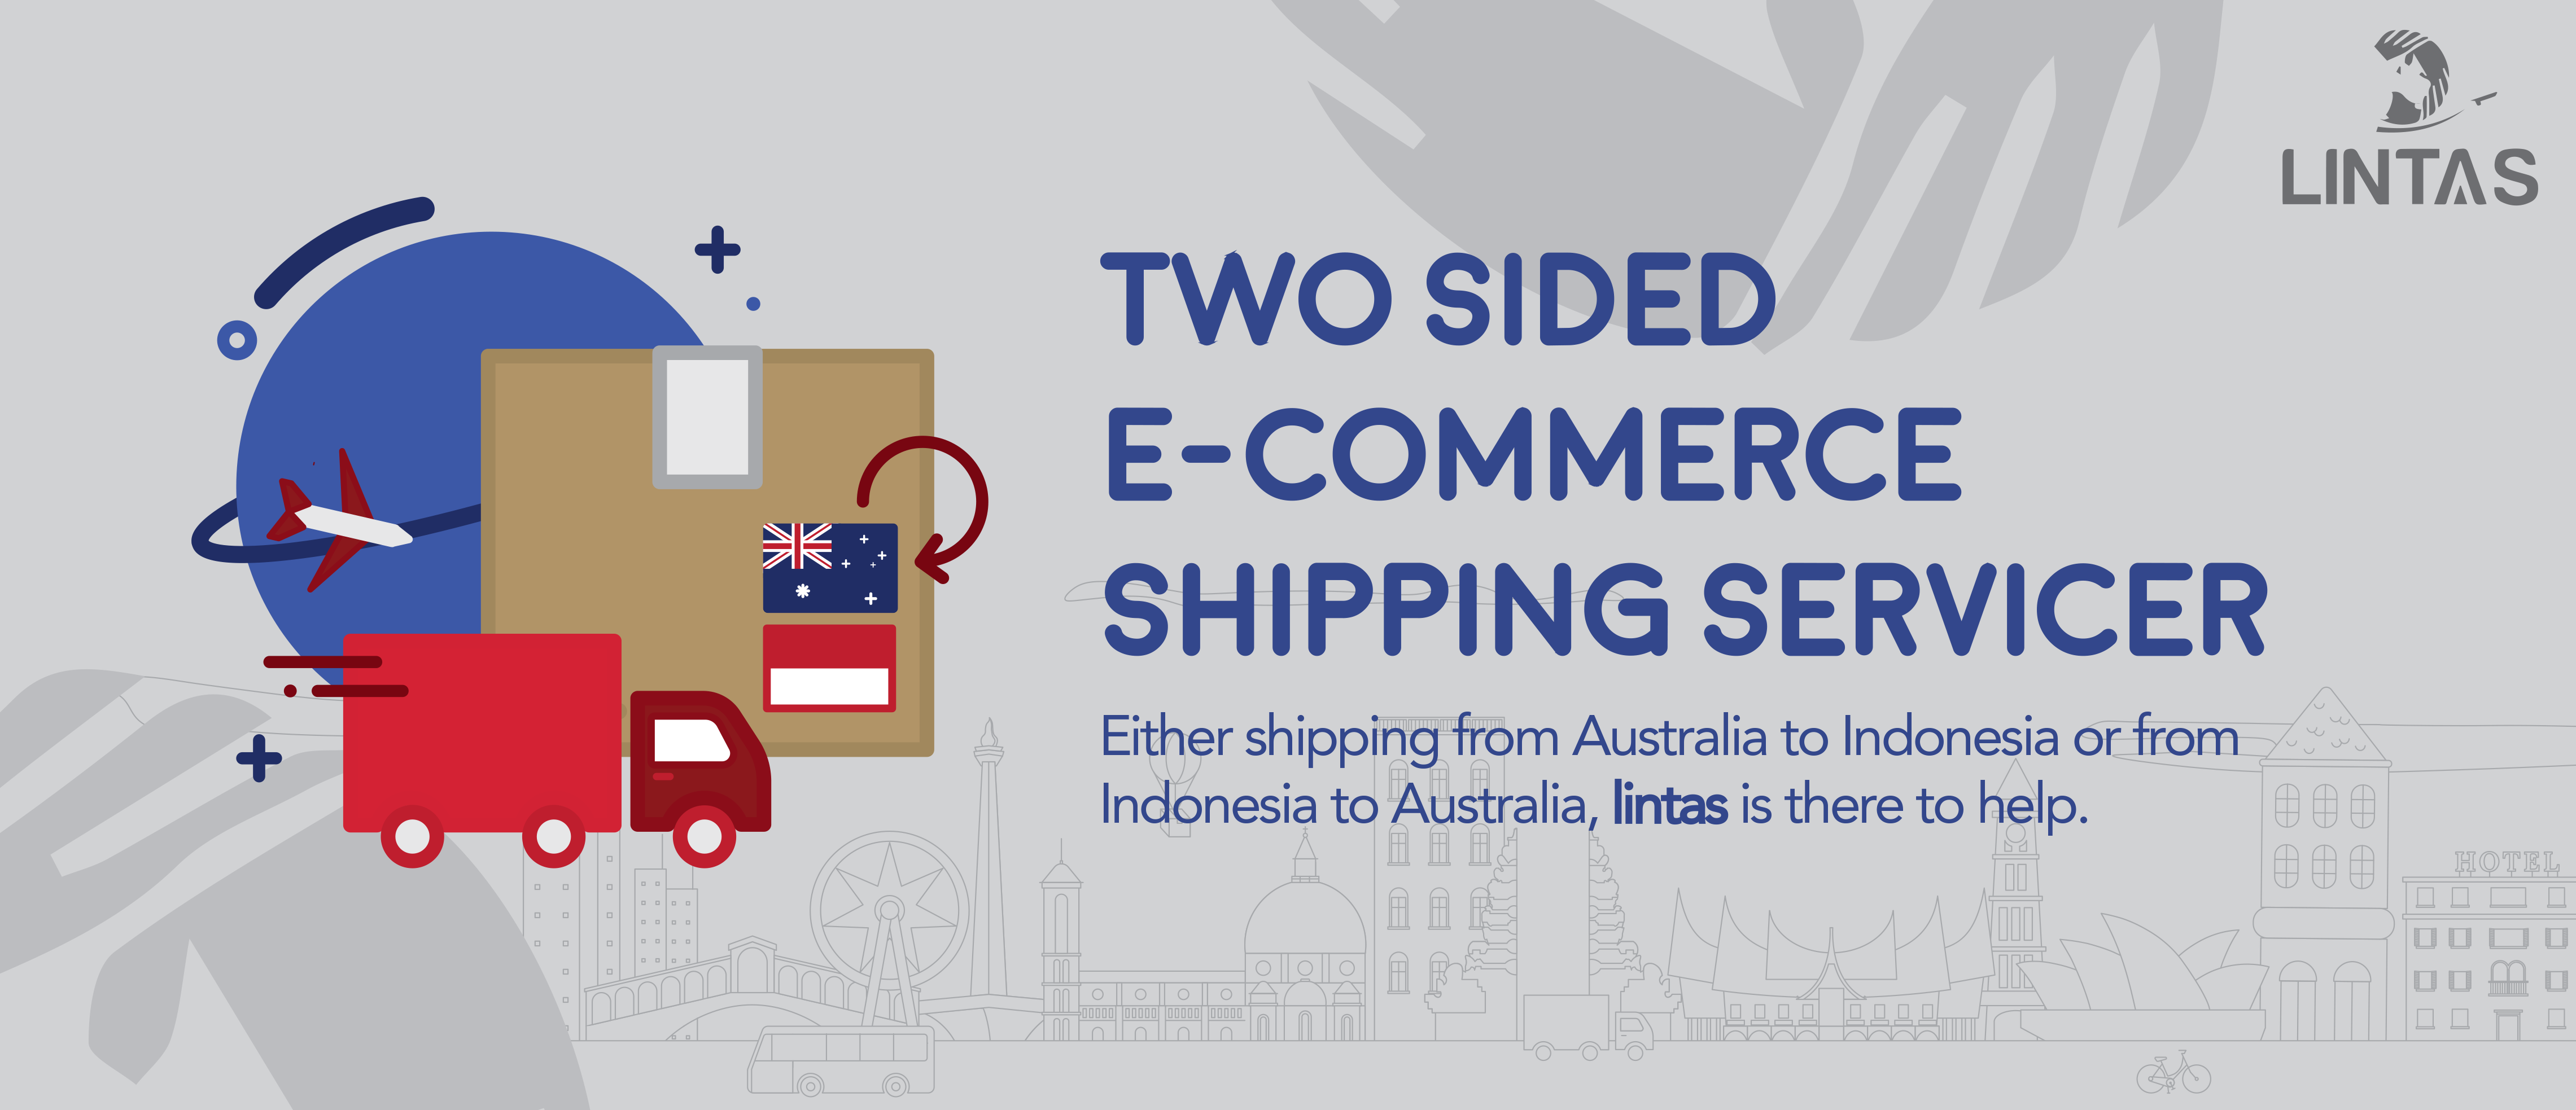 LINTAS
TWO SIDED
E-COMMERCE
SHIPPING SERVICER
Either shipping from Australia to Indonesia or from
Indonesia to Australia, lintas is there to help.
HOTEL